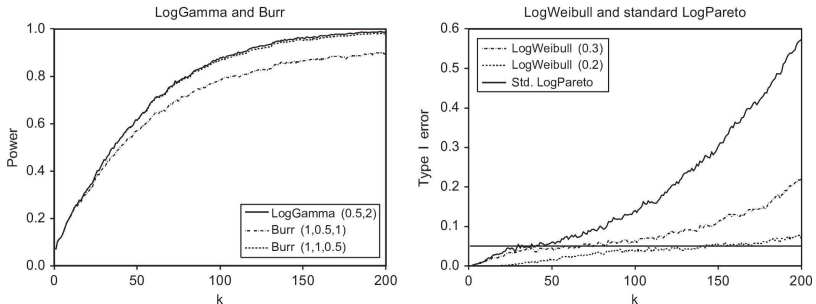 LogGamma and Burr
Power
1.0
0.8
0.6
0.4
0.2
0.0
0
50
100
150
200
k
LogGamma (0.5,2)
Burr (1,0.5,1)
Burr (1,1,0.5)
LogWeibull and standard LogPareto
Type I error
0.6
0.5
0.4
0.3
0.2
0.1
0.0
0
50
100
150
200
k
LogWeibull (0.3)
LogWeibull (0.2)
Std. LogPareto